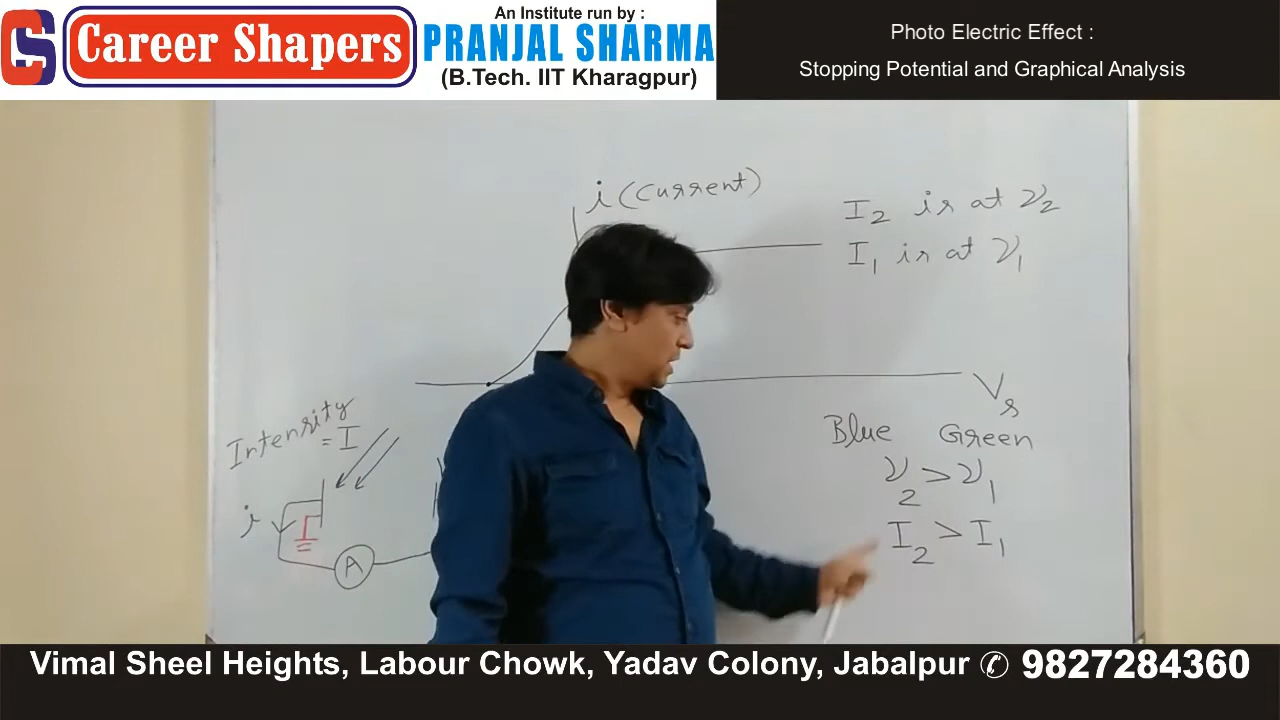 CS Career Shapers
An Institute run by :
PRANJAL SHARMA
(B.Tech. IIT Kharagpur)
Photo Electric Effect :
Stopping Potential and Graphical Analysis
i (Current)
I₂ is at ν₂
I₁ is at ν₁
Vs
Intensity
= I
i
I
A
Blue Green
ν₂ > ν₁
I₂ > I₁
Vimal Sheel Heights, Labour Chowk, Yadav Colony, Jabalpur ✆ 9827284360